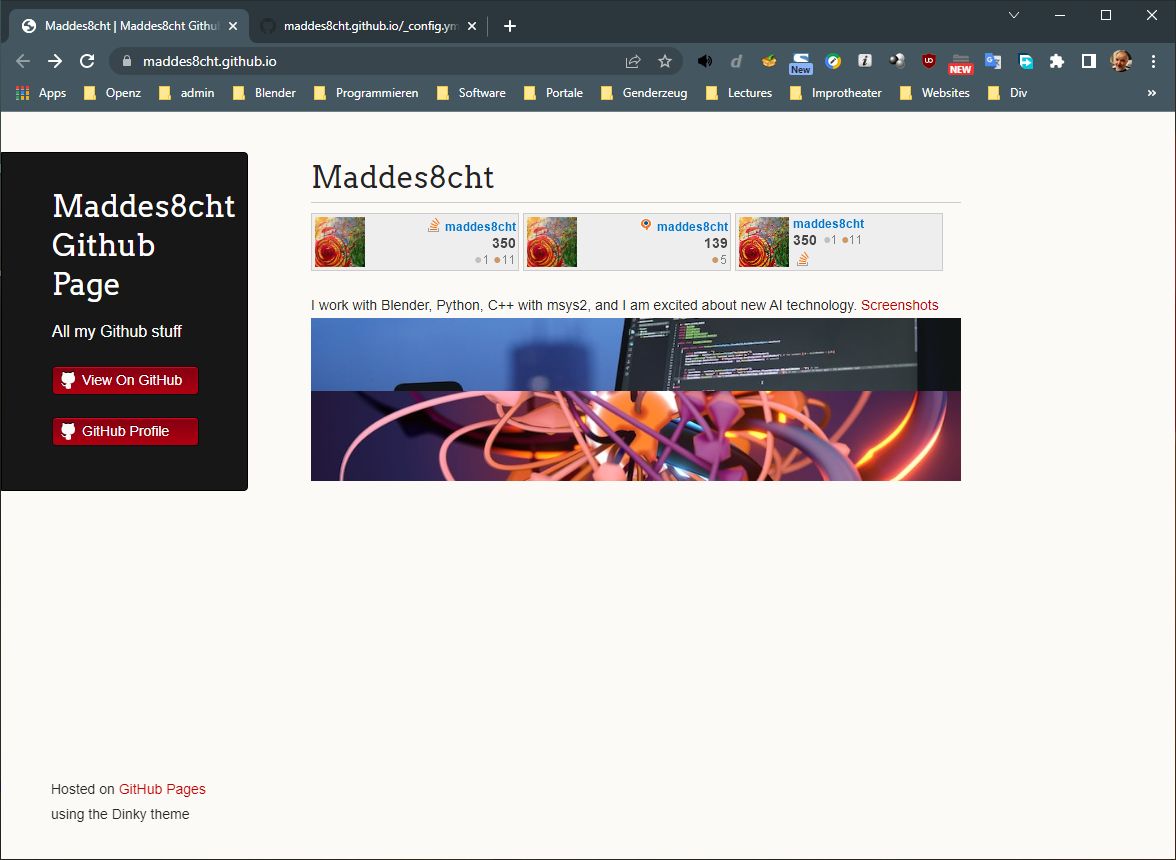 Maddes8cht | Maddes8cht Githu
maddes8cht.github.io/_config.ym
maddes8cht.github.io
New
NEW
Apps
Openz
admin
Blender
Programmieren
Software
Portale
Genderzeug
Lectures
Improtheater
Websites
Div
»
Maddes8cht
Github
Page
All my Github stuff
View On GitHub
GitHub Profile
Maddes8cht
maddes8cht
350
1 11
maddes8cht
139
5
maddes8cht
350 1 11
I work with Blender, Python, C++ with msys2, and I am excited about new AI technology. Screenshots
Hosted on GitHub Pages
using the Dinky theme